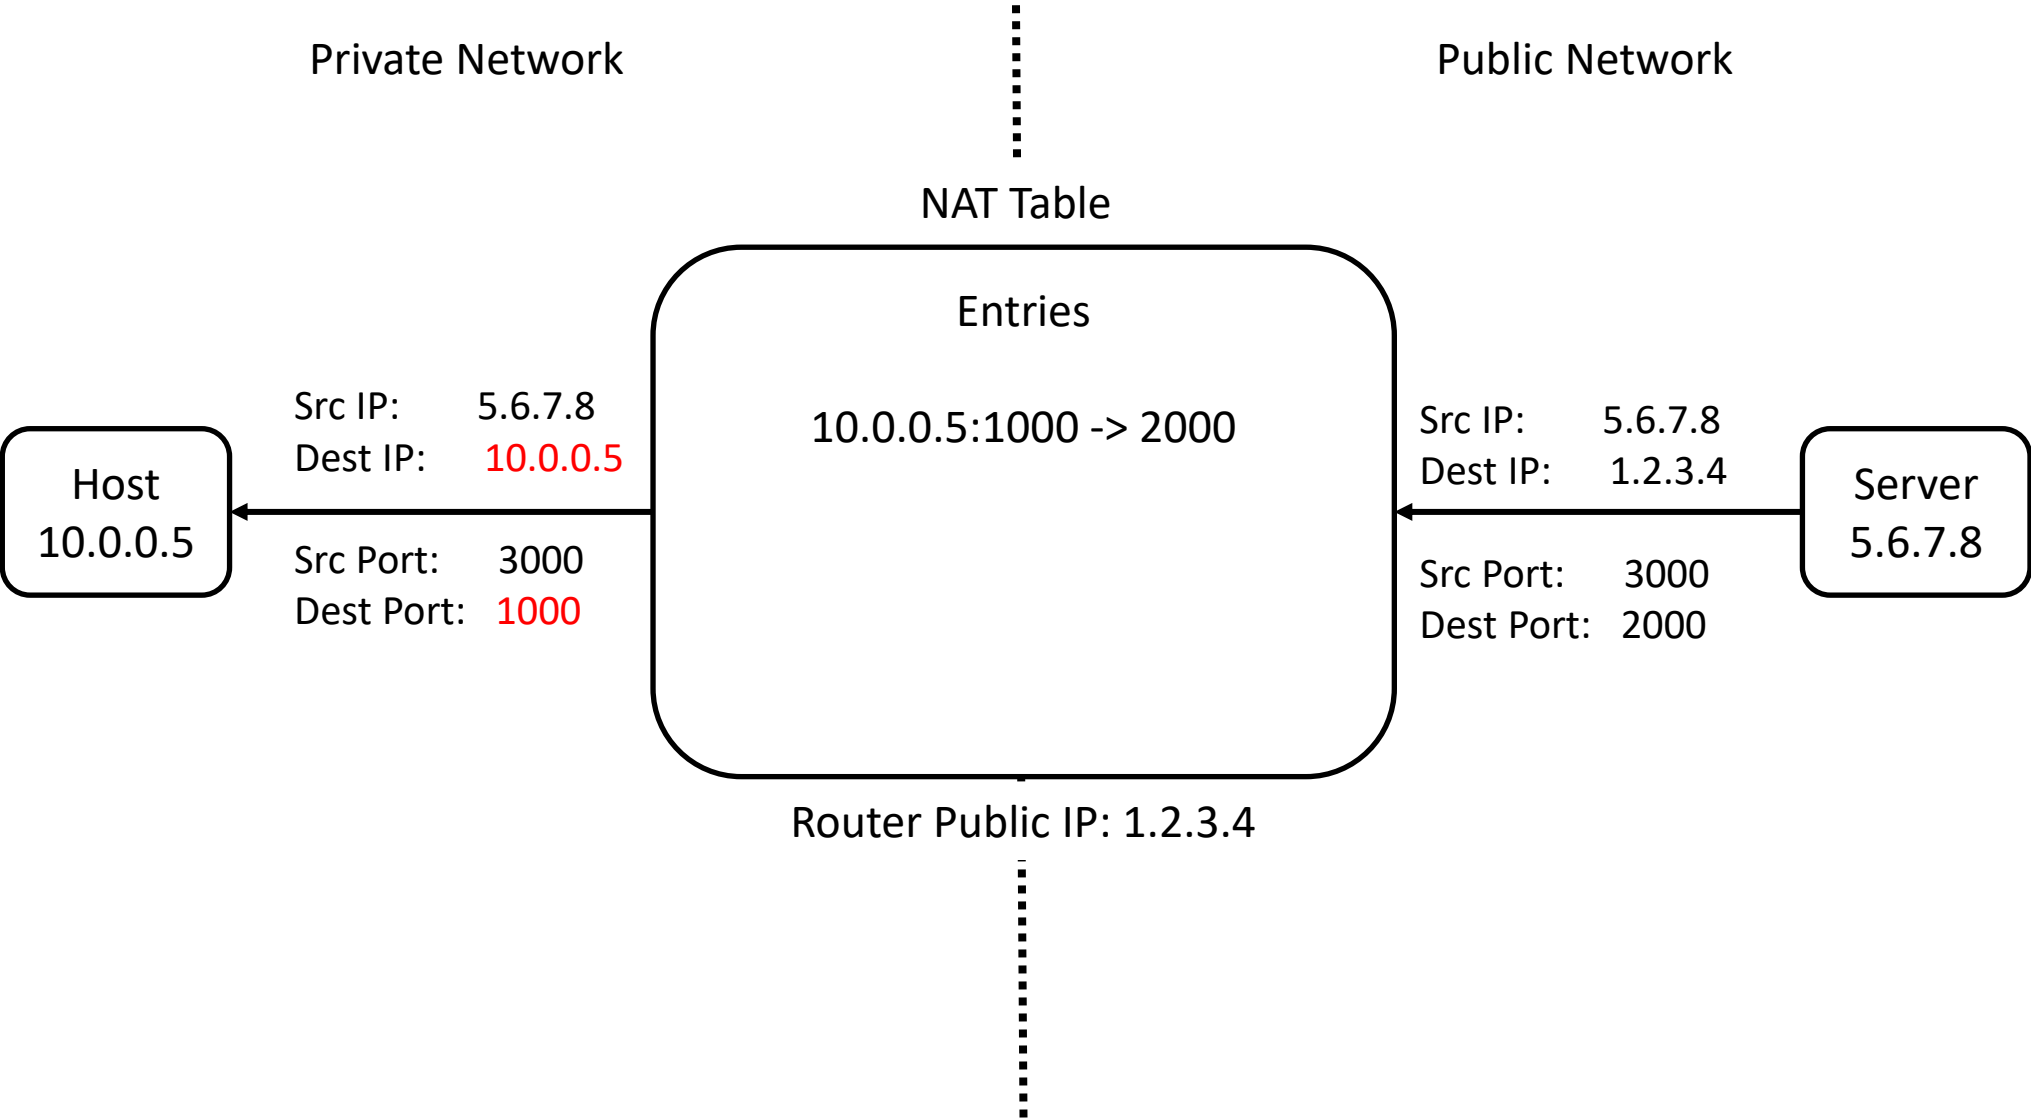 Private Network
Public Network
NAT Table
Entries
10.0.0.5:1000 -> 2000
Src IP: 5.6.7.8
Dest IP: 10.0.0.5
Src Port: 3000
Dest Port: 1000
Host
10.0.0.5
Src IP: 5.6.7.8
Dest IP: 1.2.3.4
Src Port: 3000
Dest Port: 2000
Server
5.6.7.8
Router Public IP: 1.2.3.4